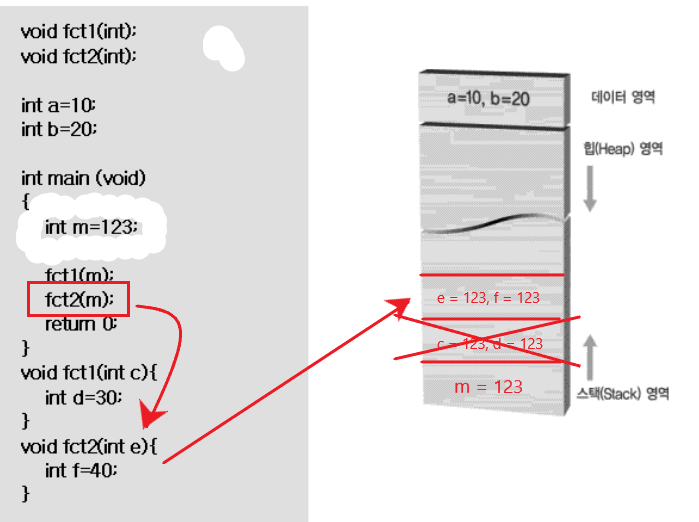 void fct1(int);
void fct2(int);
int a=10;
int b=20;
int main (void)
{
int m=123;
fct1(m);
fct2(m);
return 0;
}
void fct1(int c){
int d=30;
}
void fct2(int e){
int f=40;
}
a=10, b=20
데이터 영역
힙(Heap) 영역
e = 123, f = 123
c = 123, d = 123
m = 123
스택(Stack) 영역